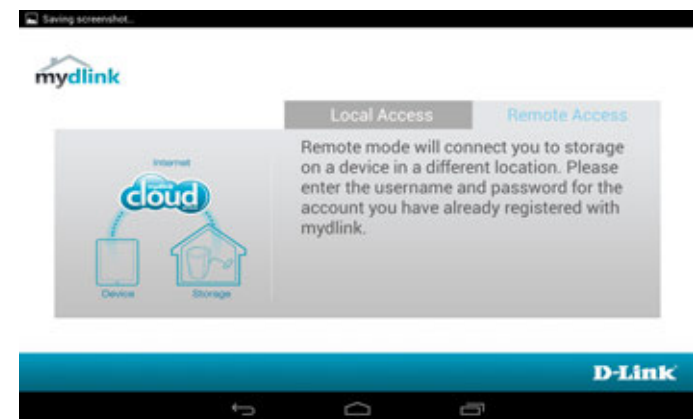 Saving screenshot...
mydlink
Local Access
Remote Access
Remote mode will connect you to storage
on a device in a different location. Please
enter the username and password for the
account you have already registered with
mydlink.
Internet
cloud
Device
Storage
D-Link